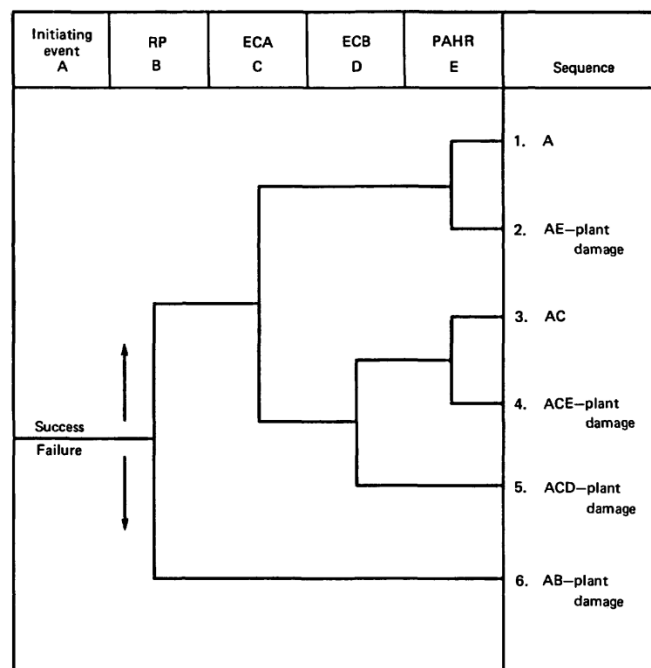 Initiating
event
A
RP
B
ECA
C
ECB
D
PAHR
E
Sequence
1. A
2. AE—plant
damage
3. AC
4. ACE—plant
damage
Success
Failure
5. ACD—plant
damage
6. AB—plant
damage